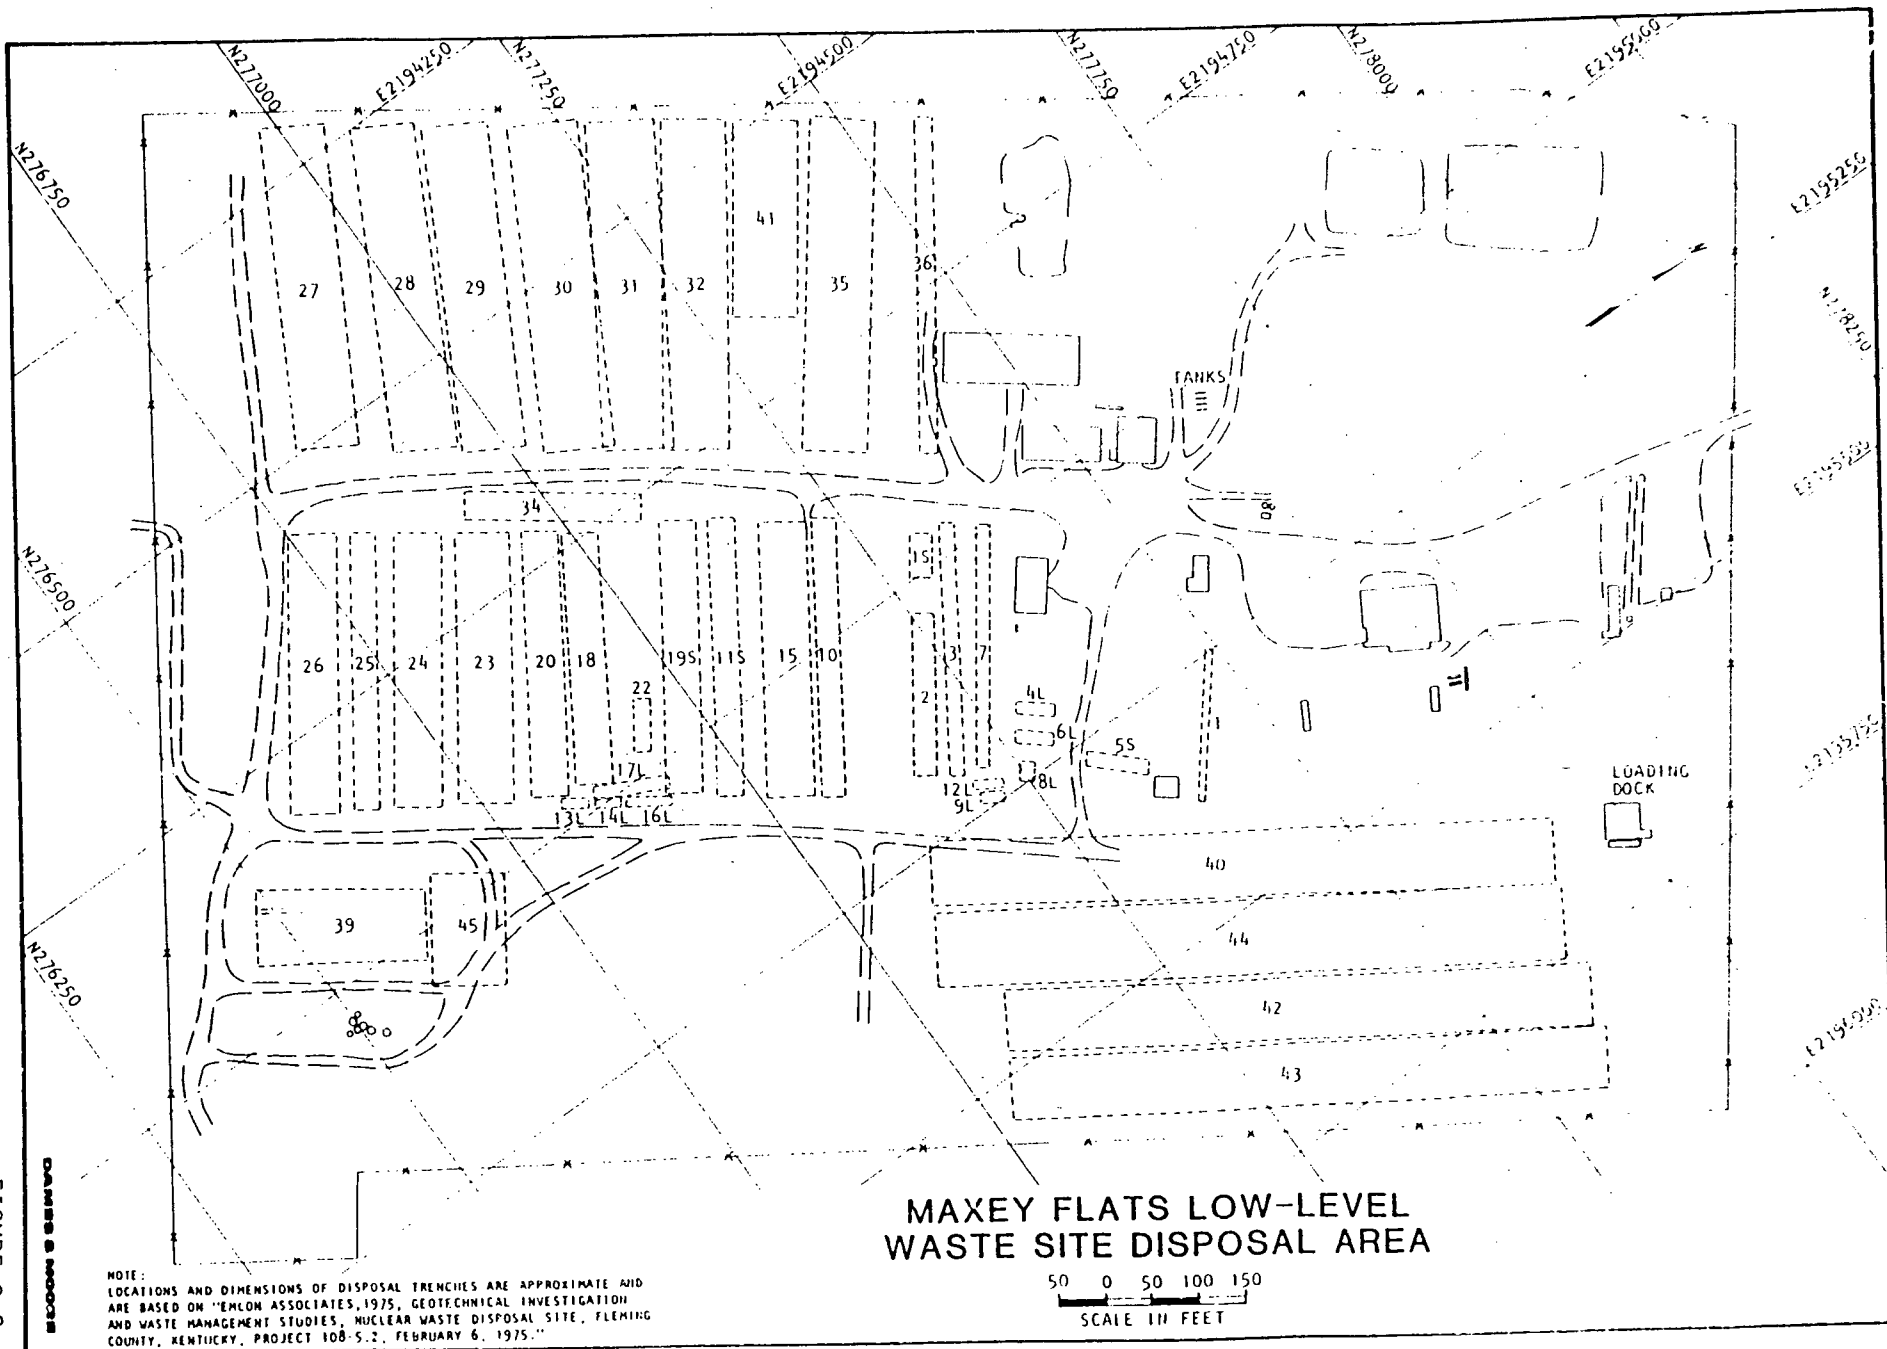 N277000
E2194250
N277250
E2194500
N277750
E2194750
N278000
N276750
E2195250
27
28
29
30
31
32
41
35
36
TANKS
34
N276500
1S
26
25
24
23
20
18
22
19S
11S
15
10
2
3
7
4L
6L
5S
17L
12L
8L
9L
13L
14L
16L
LOADING
DOCK
40
39
45
44
N276250
42
43
DAMES & MOORE
MAXEY FLATS LOW-LEVEL
WASTE SITE DISPOSAL AREA
50 0 50 100 150
SCALE IN FEET
NOTE:
LOCATIONS AND DIMENSIONS OF DISPOSAL TRENCHES ARE APPROXIMATE AND
ARE BASED ON "EMCON ASSOCIATES, 1975, GEOTECHNICAL INVESTIGATION
AND WASTE MANAGEMENT STUDIES, NUCLEAR WASTE DISPOSAL SITE, FLEMING
COUNTY, KENTUCKY, PROJECT 108-5.2, FEBRUARY 6, 1975."